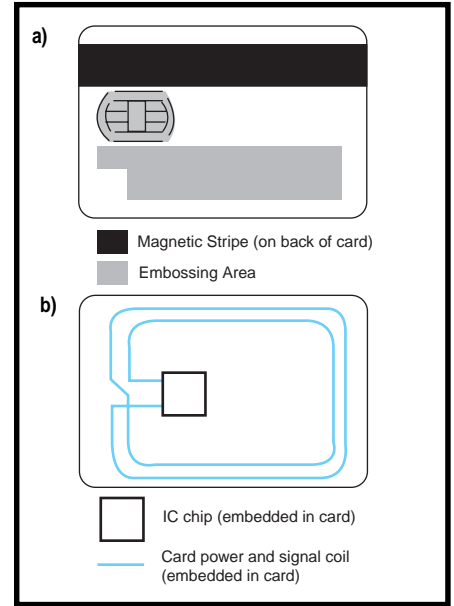 a)
Magnetic Stripe (on back of card)
Embossing Area
b)
IC chip (embedded in card)
Card power and signal coil
(embedded in card)